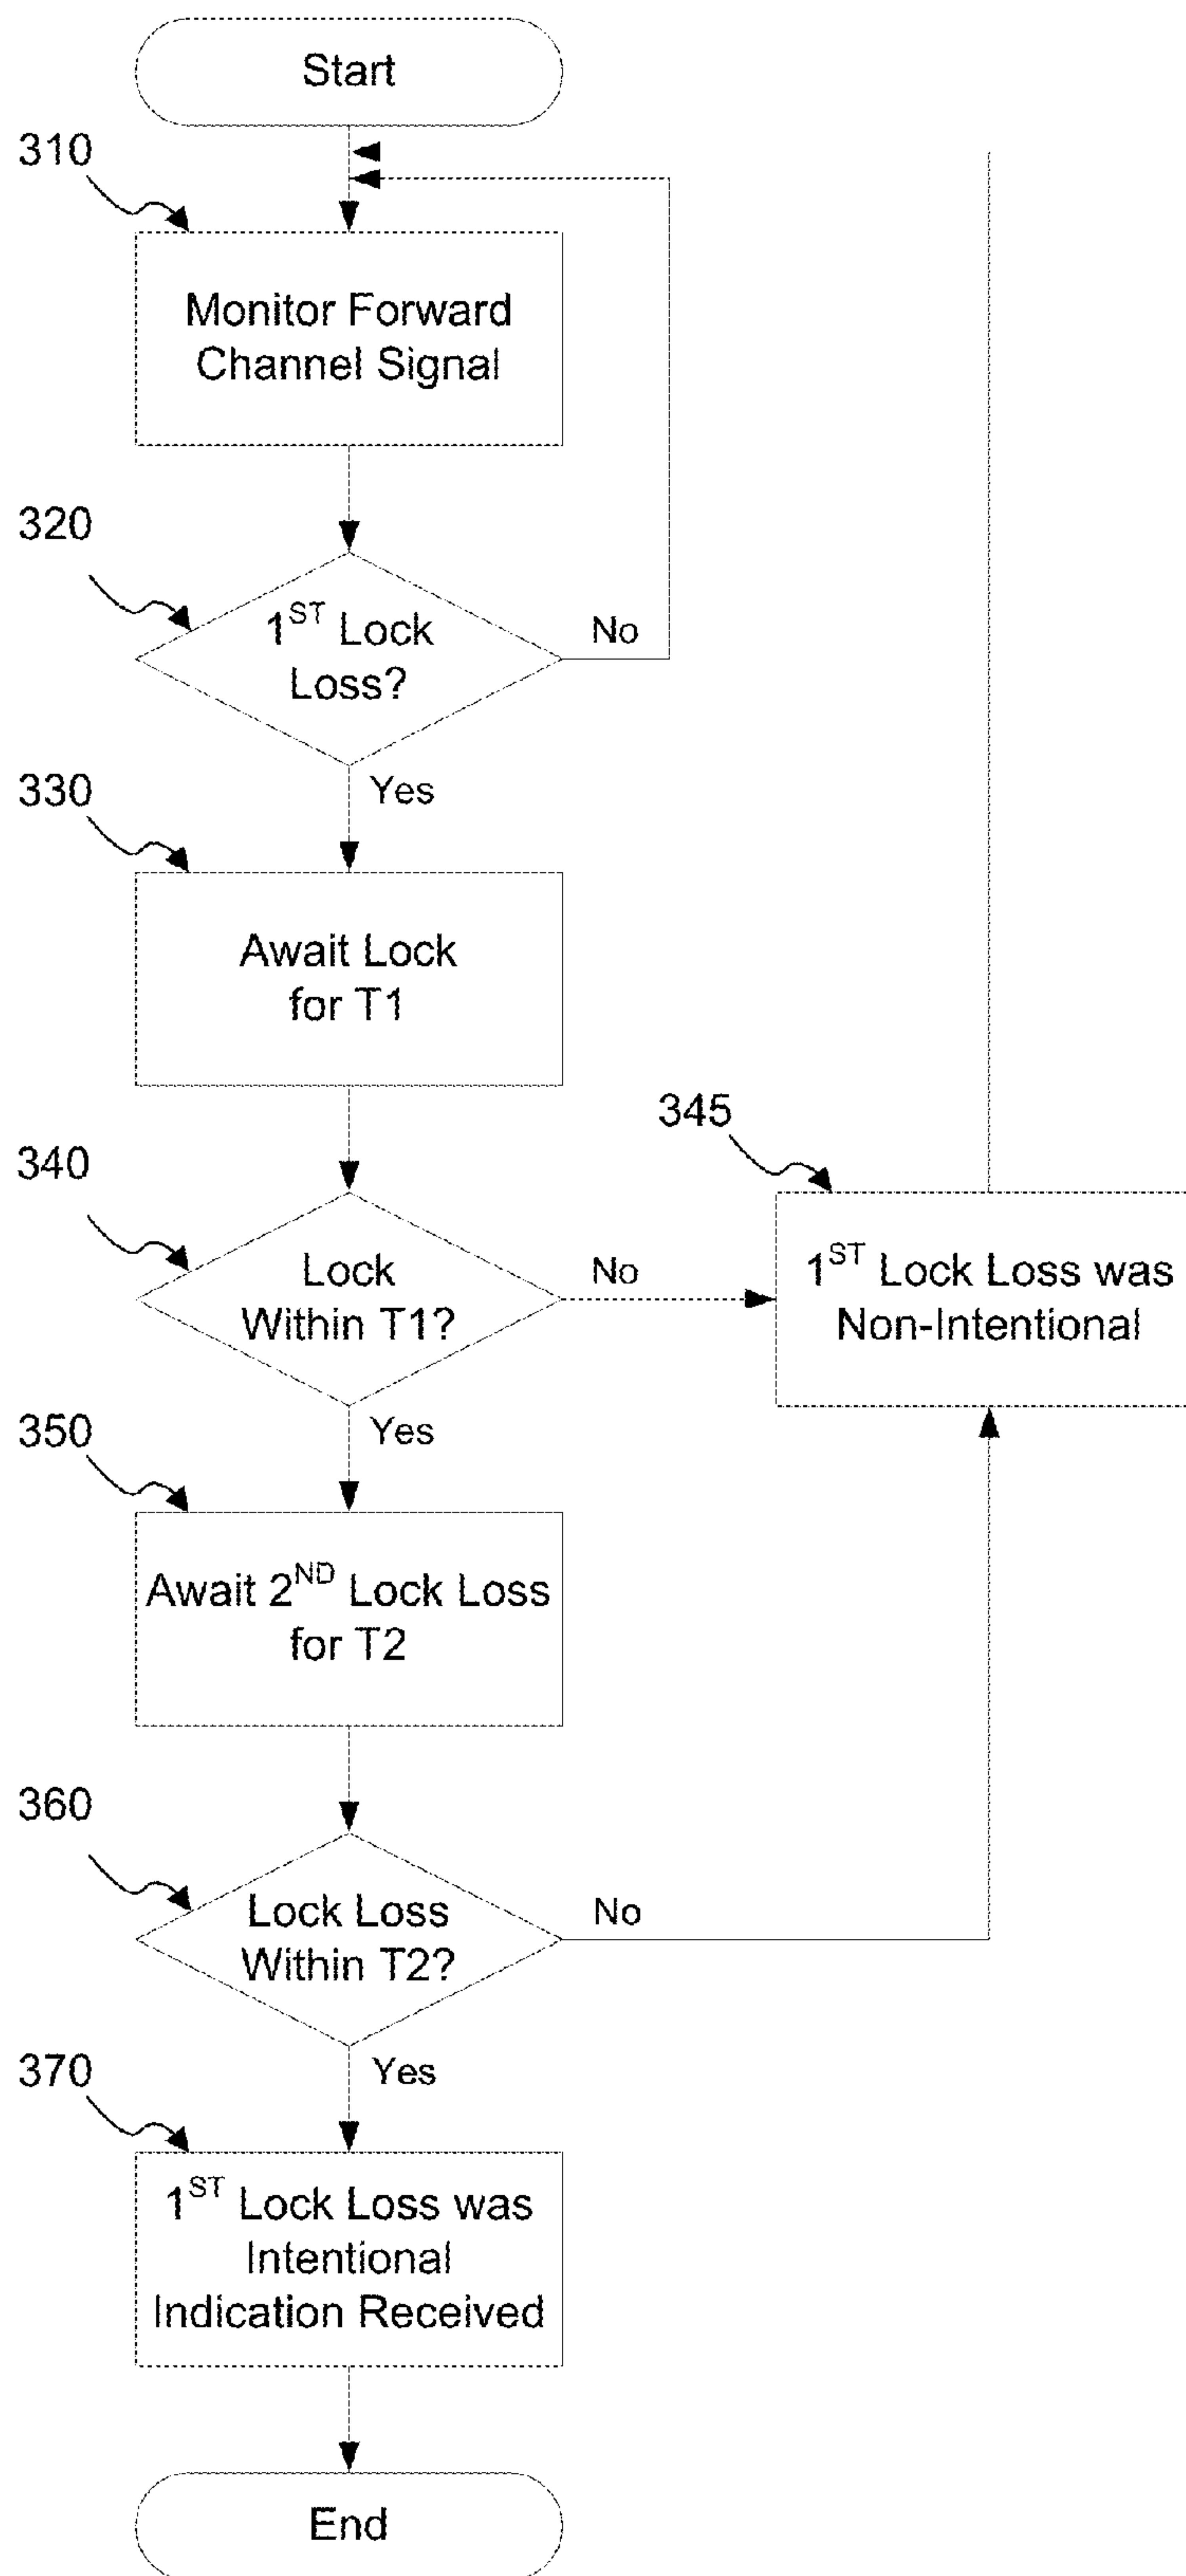 Start
310
Monitor Forward
Channel Signal
320
1ST Lock
Loss?
No
Yes
330
Await Lock
for T1
340
Lock
Within T1?
No
345
1ST Lock Loss was
Non-Intentional
Yes
350
Await 2ND Lock Loss
for T2
360
Lock Loss
Within T2?
No
Yes
370
1ST Lock Loss was
Intentional
Indication Received
End